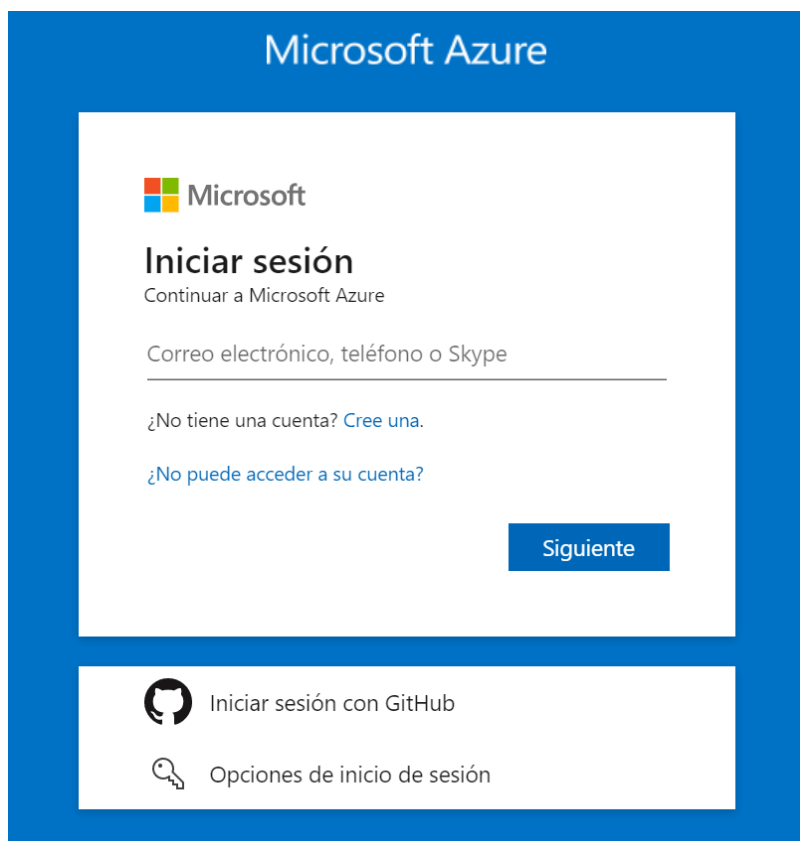 Microsoft Azure
Microsoft
Iniciar sesión
Continuar a Microsoft Azure
Correo electrónico, teléfono o Skype
¿No tiene una cuenta? Cree una.
¿No puede acceder a su cuenta?
Siguiente
Iniciar sesión con GitHub
Opciones de inicio de sesión